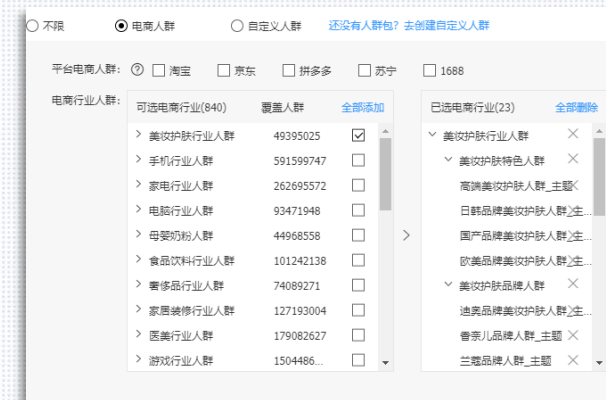 不限 电商人群 自定义人群 还没有人群包？去创建自定义人群
平台电商人群： 淘宝 京东 拼多多 苏宁 1688
电商行业人群：
可选电商行业(840) 覆盖人群 全部添加
美妆护肤行业人群 49395025
手机行业人群 591599747
家电行业人群 262695572
电脑行业人群 93471948
母婴奶粉人群 44968558
食品饮料行业人群 101242138
奢侈品行业人群 74089271
家居装修行业人群 127193004
医美行业人群 179082627
游戏行业人群 1504486...
已选电商行业(23) 全部删除
美妆护肤行业人群
美妆护肤特色人群
高端美妆护肤人群_主题
日韩品牌美妆护肤人群_主...
国产品牌美妆护肤人群_主...
欧美品牌美妆护肤人群_主...
美妆护肤品牌人群
迪奥品牌美妆护肤人群_主...
香奈儿品牌人群_主题
兰蔻品牌人群_主题